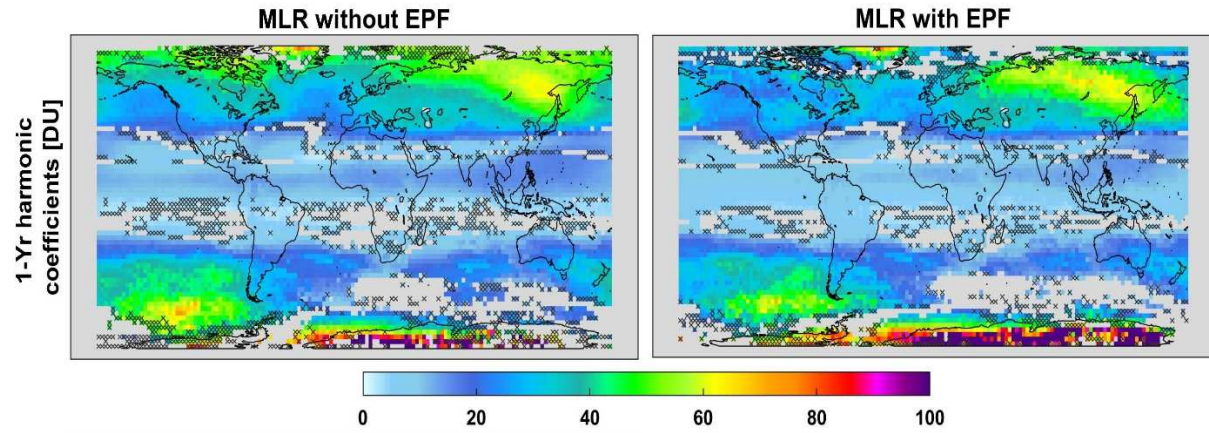 MLR without EPF
MLR with EPF
1-Yr harmonic
coefficients [DU]
0 20 40 60 80 100